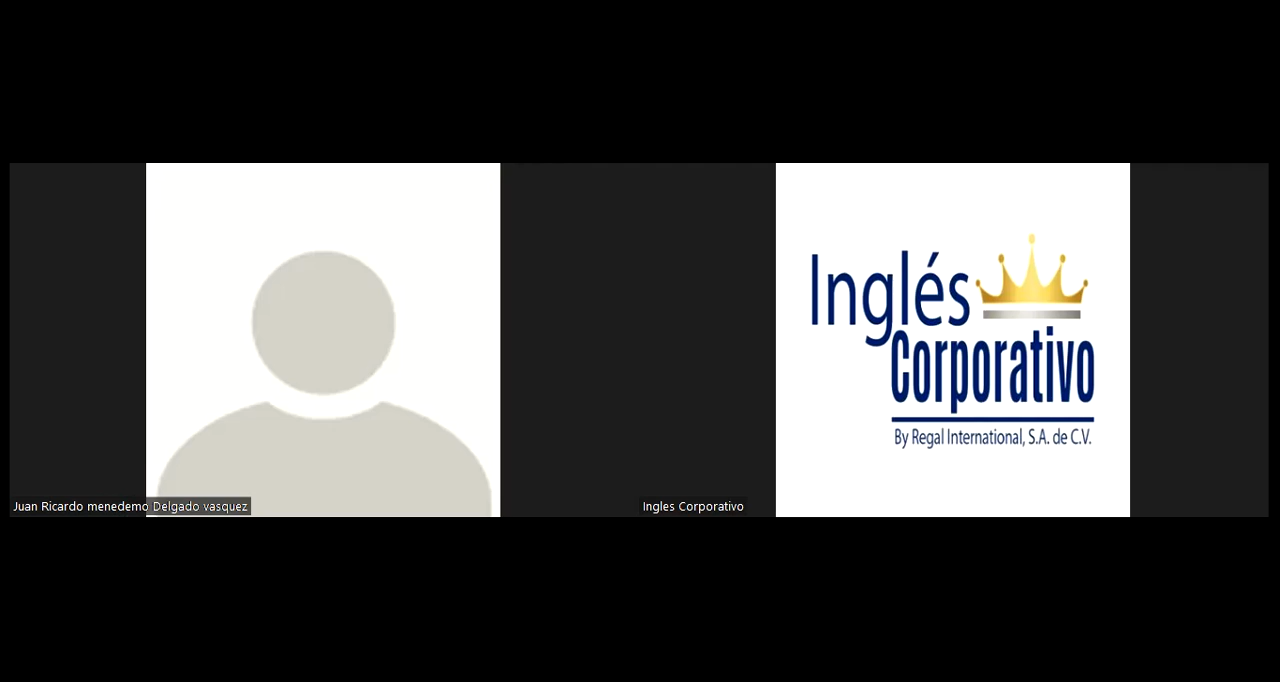 Inglés
Corporativo
By Regal International, S.A. de C.V.
Juan Ricardo menedemo Delgado vasquez
Ingles Corporativo